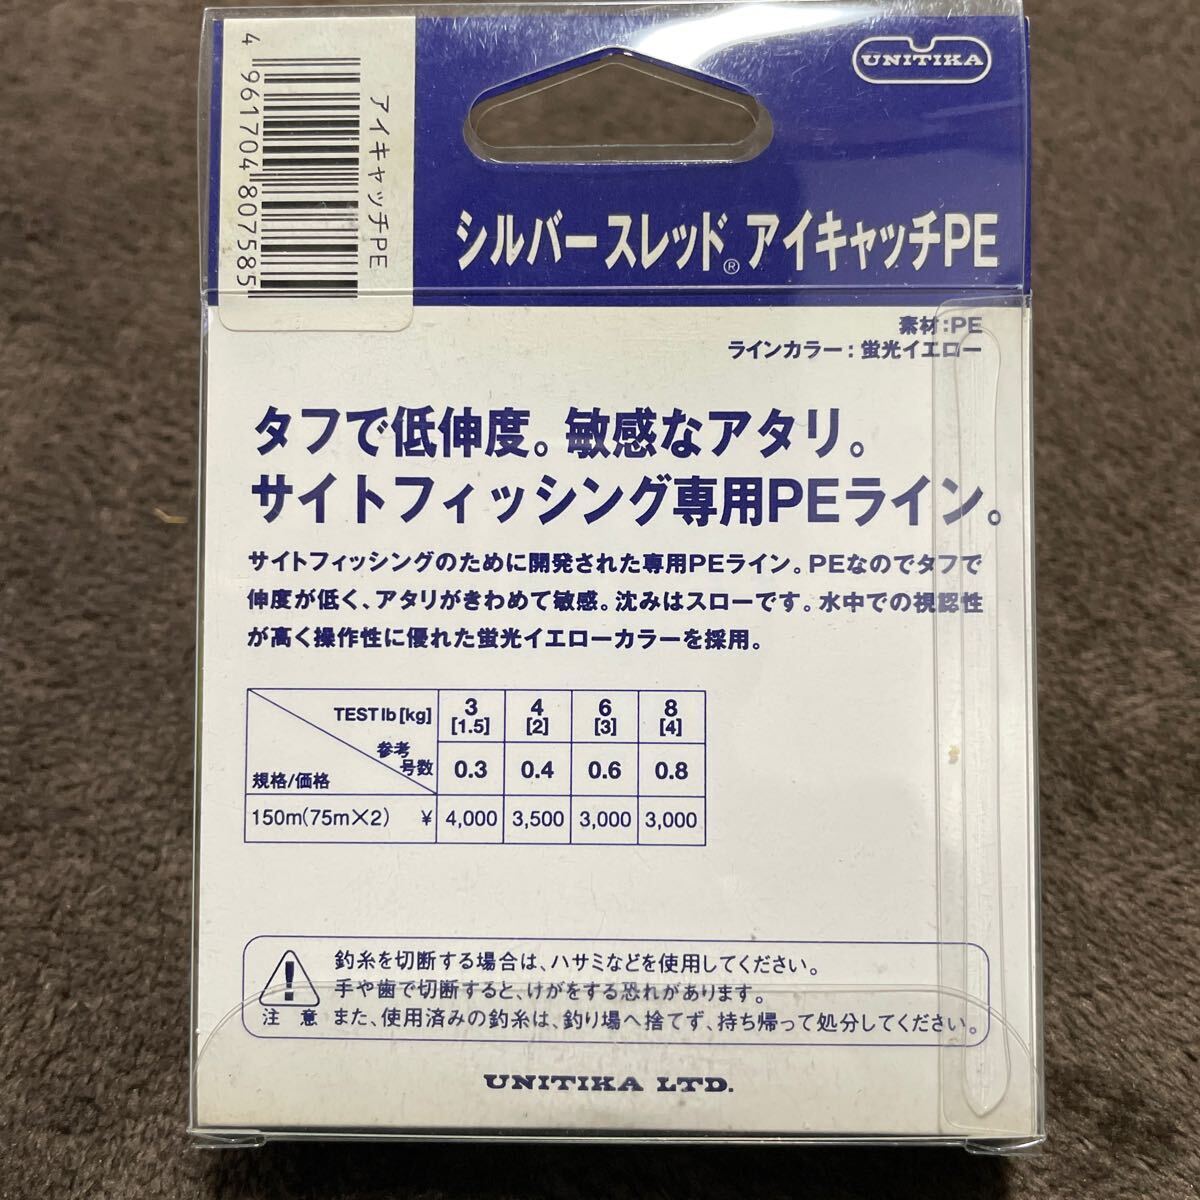 UNITIKA
4 961704 807585
アイキャッチPE
シルバースレッド® アイキャッチPE
素材:PE
ラインカラー:蛍光イエロー
タフで低伸度。敏感なアタリ。
サイトフィッシング専用PEライン。
サイトフィッシングのために開発された専用PEライン。PEなのでタフで
伸度が低く、アタリがきわめて敏感。沈みはスローです。水中での視認性
が高く操作性に優れた蛍光イエローカラーを採用。
TEST lb [kg] 3 [1.5] 4 [2] 6 [3] 8 [4]
参考号数 0.3 0.4 0.6 0.8
規格/価格
150m(75m×2) ¥ 4,000 3,500 3,000 3,000
釣糸を切断する場合は、ハサミなどを使用してください。
手や歯で切断すると、けがをする恐れがあります。
注意 また、使用済みの釣糸は、釣り場へ捨てず、持ち帰って処分してください。
UNITIKA LTD.